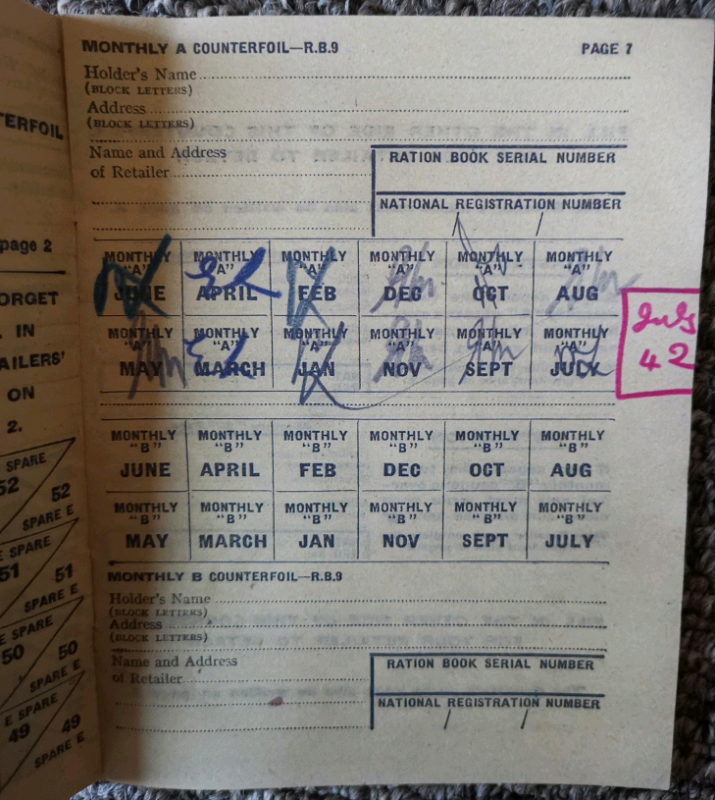 MONTHLY A COUNTERFOIL—R.B.9 PAGE 7
Holder's Name
(BLOCK LETTERS)
Address
(BLOCK LETTERS)
Name and Address
of Retailer
RATION BOOK SERIAL NUMBER
NATIONAL REGISTRATION NUMBER
MONTHLY MONTHLY MONTHLY MONTHLY MONTHLY MONTHLY
"A" "A" "A" "A" "A" "A"
JUNE APRIL FEB DEC OCT AUG
MONTHLY MONTHLY MONTHLY MONTHLY MONTHLY MONTHLY
"A" "A" "A" "A" "A" "A"
MAY MARCH JAN NOV SEPT JULY
July
42
MONTHLY MONTHLY MONTHLY MONTHLY MONTHLY MONTHLY
"B" "B" "B" "B" "B" "B"
JUNE APRIL FEB DEC OCT AUG
MONTHLY MONTHLY MONTHLY MONTHLY MONTHLY MONTHLY
"B" "B" "B" "B" "B" "B"
MAY MARCH JAN NOV SEPT JULY
MONTHLY B COUNTERFOIL—R.B.9
Holder's Name
(BLOCK LETTERS)
Address
(BLOCK LETTERS)
Name and Address
of Retailer
RATION BOOK SERIAL NUMBER
NATIONAL REGISTRATION NUMBER
page 2
IN
ON
2.
SPARE
52
52
SPARE E
E SPARE
51
51
SPARE E
E SPARE
50
50
SPARE E
E SPARE
49
49
SPARE E